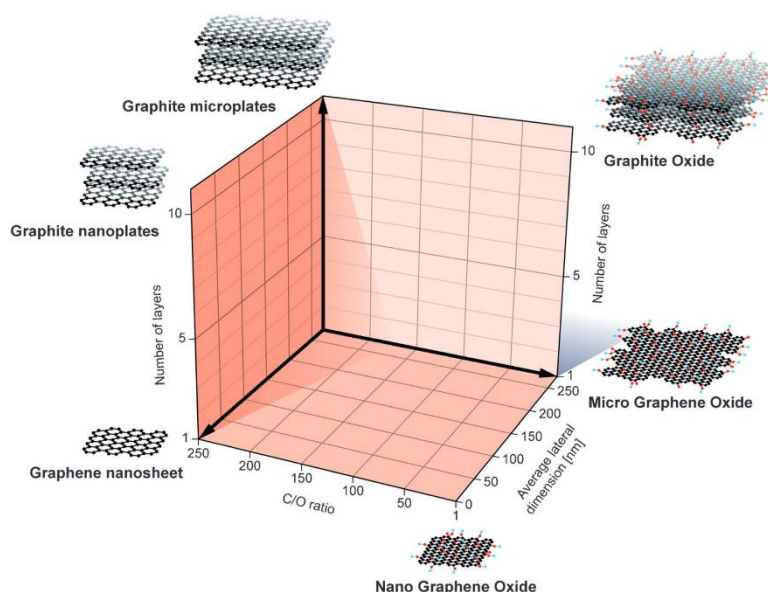 Graphite microplates
Graphite Oxide
Graphite nanoplates
Number of layers
10
5
1
Number of layers
10
5
1
Graphene nanosheet
Micro Graphene Oxide
250
200
150
100
50
1
C/O ratio
250
200
150
100
50
0
Average lateral
dimension [nm]
Nano Graphene Oxide